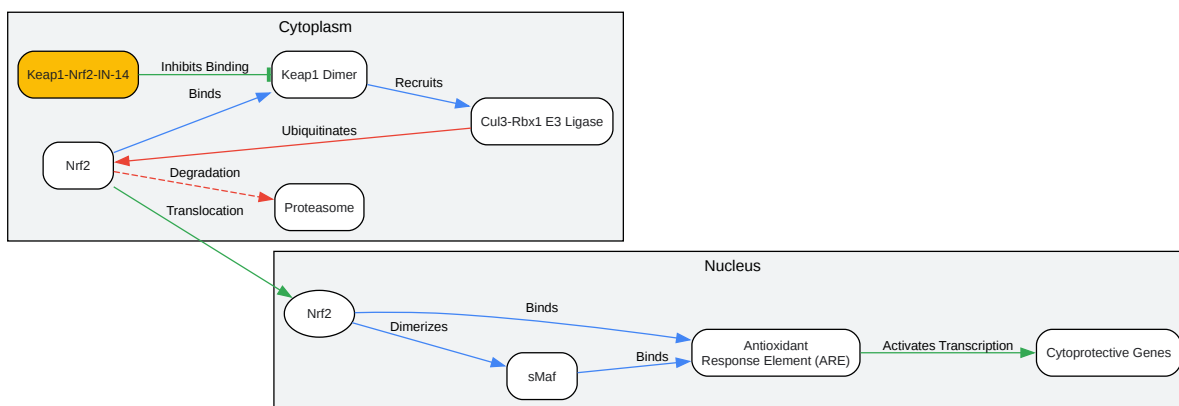 Cytoplasm
Keap1-Nrf2-IN-14
Inhibits Binding
Keap1 Dimer
Recruits
Binds
Cul3-Rbx1 E3 Ligase
Ubiquitinates
Nrf2
Degradation
Proteasome
Translocation
Nucleus
Nrf2
Binds
Dimerizes
sMaf
Binds
Antioxidant
Response Element (ARE)
Activates Transcription
Cytoprotective Genes